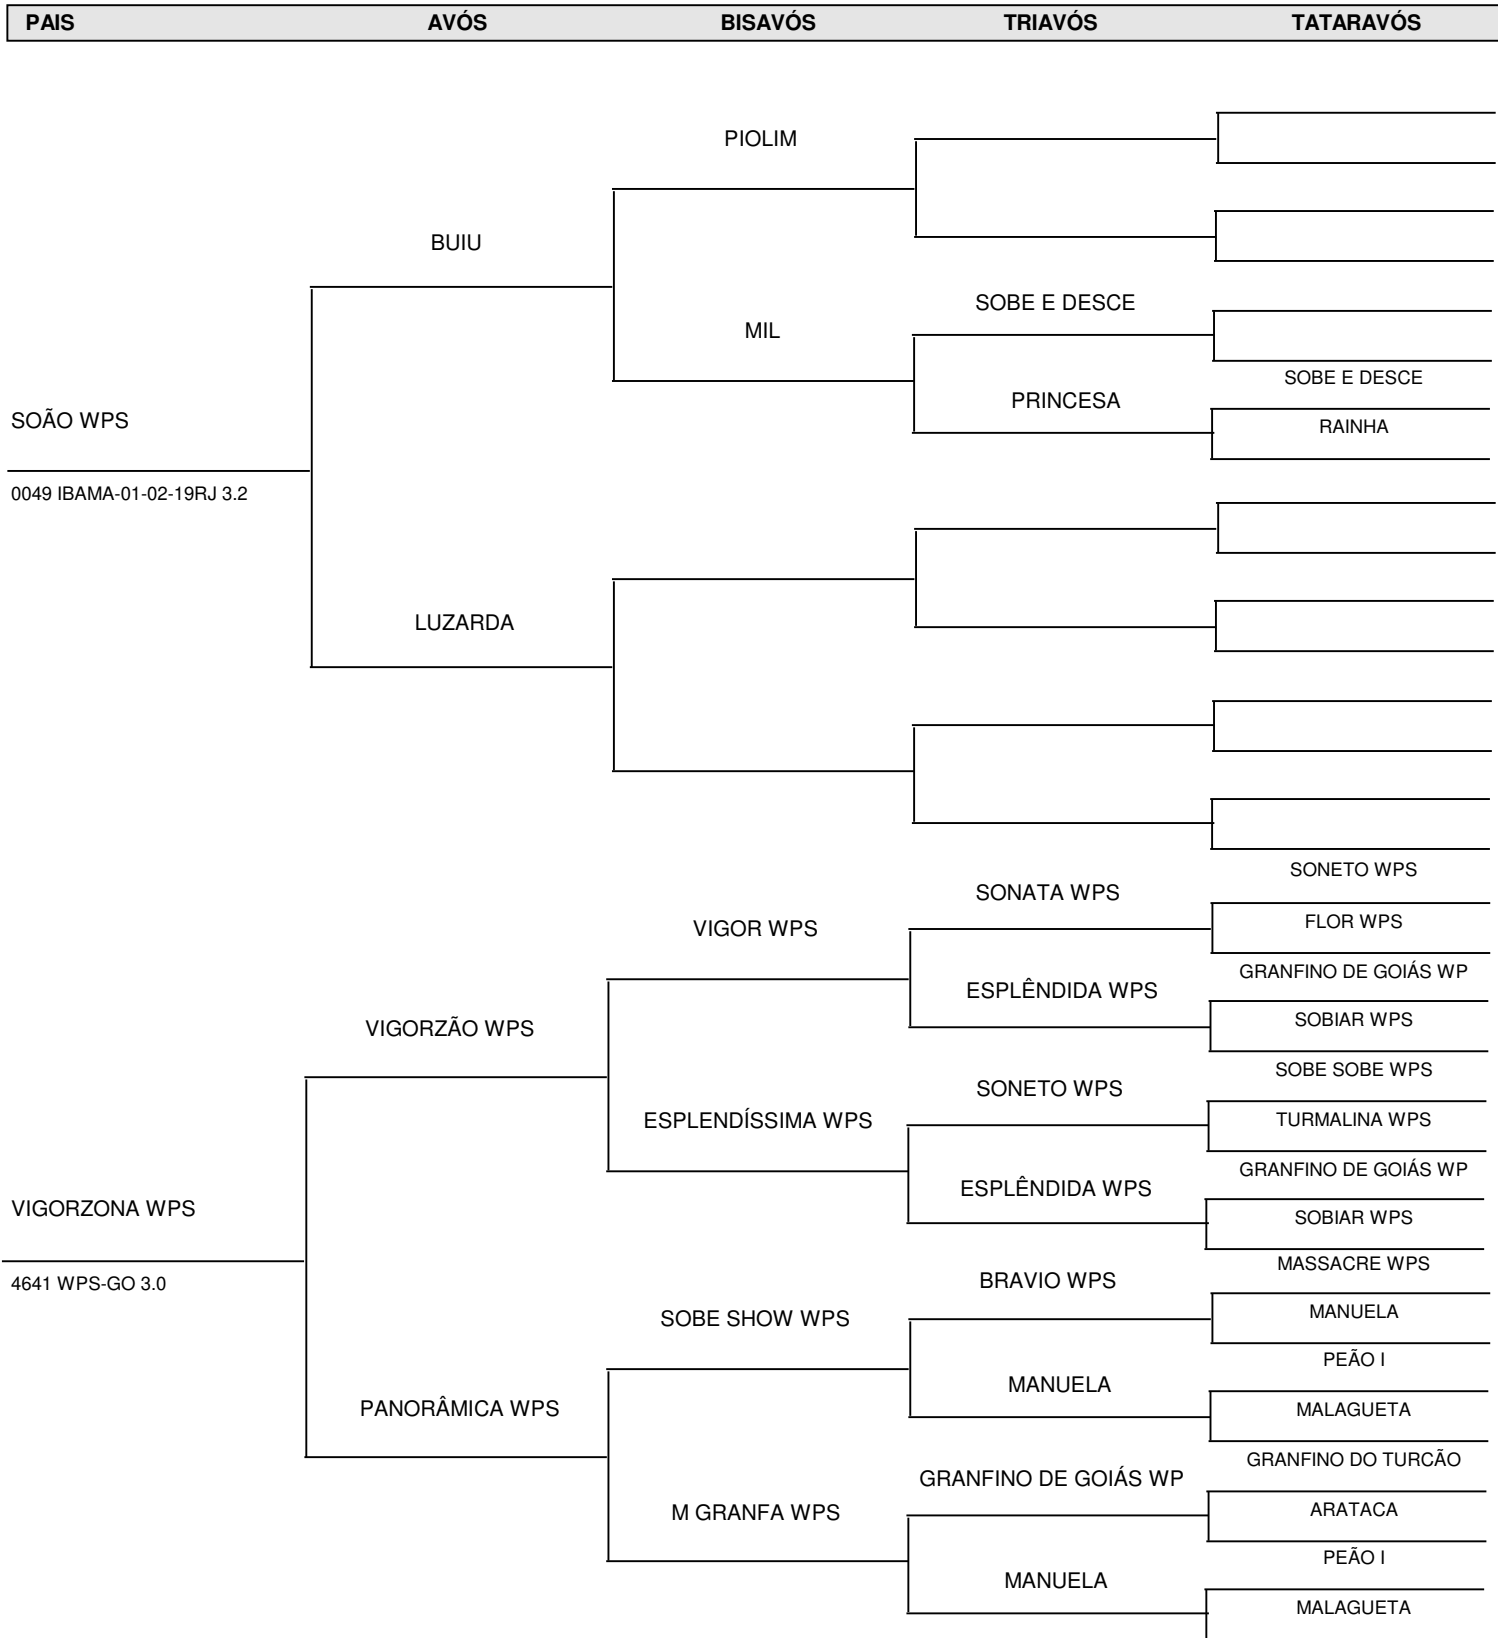 PAIS AVÓS BISAVÓS TRIAVÓS TATARAVÓS
PIOLIM
BUIU
SOBE E DESCE
MIL
SOBE E DESCE
PRINCESA
SOÃO WPS
RAINHA
0049 IBAMA-01-02-19RJ 3.2
LUZARDA
SONETO WPS
SONATA WPS
FLOR WPS
VIGOR WPS
GRANFINO DE GOIÁS WP
ESPLÊNDIDA WPS
SOBIAR WPS
VIGORZÃO WPS
SOBE SOBE WPS
SONETO WPS
TURMALINA WPS
ESPLENDÍSSIMA WPS
GRANFINO DE GOIÁS WP
ESPLÊNDIDA WPS
VIGORZONA WPS
SOBIAR WPS
MASSACRE WPS
4641 WPS-GO 3.0
BRAVIO WPS
MANUELA
SOBE SHOW WPS
PEÃO I
MANUELA
PANORÂMICA WPS
MALAGUETA
GRANFINO DO TURCÃO
GRANFINO DE GOIÁS WP
ARATACA
M GRANFA WPS
PEÃO I
MANUELA
MALAGUETA